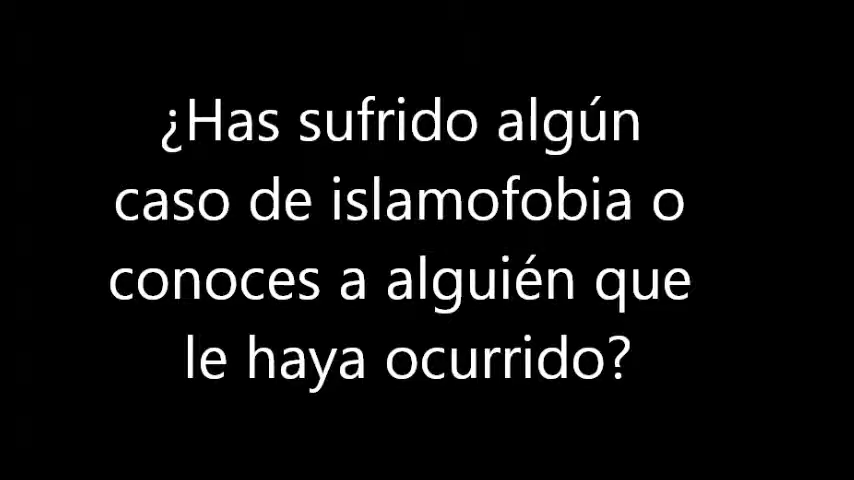 ¿Has sufrido algún
caso de islamofobia o
conoces a alguién que
le haya ocurrido?